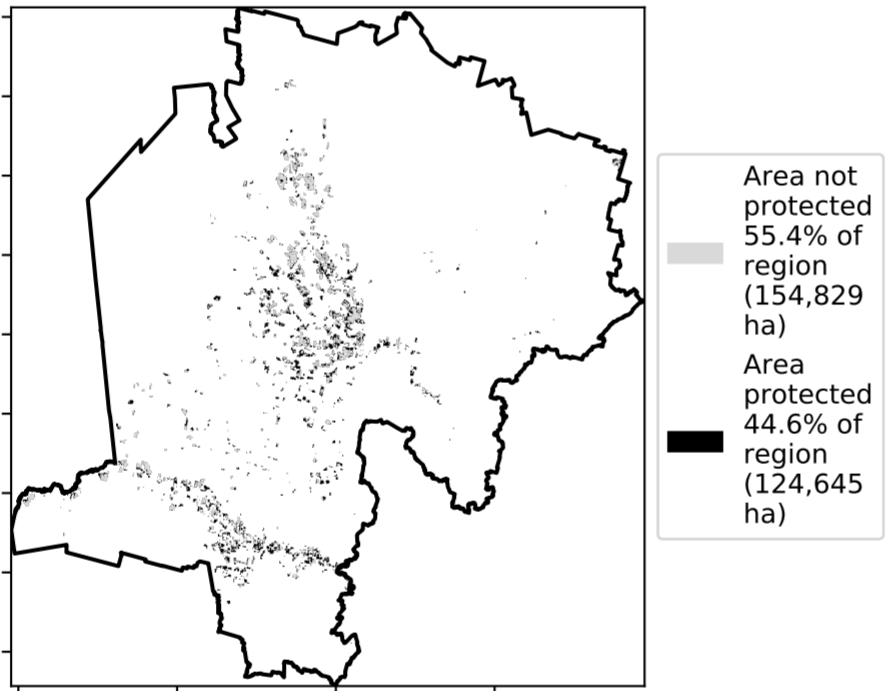 Area not
protected
55.4% of
region
(154,829
ha)
Area
protected
44.6% of
region
(124,645
ha)